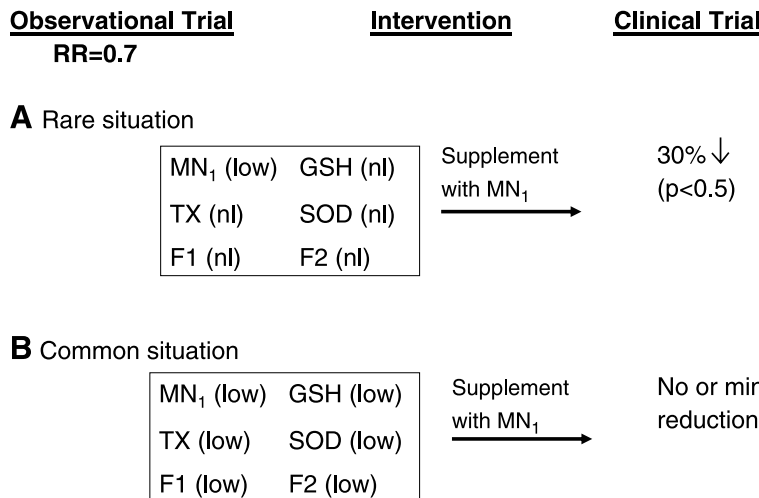 Observational Trial Intervention Clinical Trial
RR=0.7
A Rare situation
MN₁ (low) GSH (nl) Supplement 30% ↓
with MN₁ (p<0.5)
TX (nl) SOD (nl)
F1 (nl) F2 (nl)
B Common situation
MN₁ (low) GSH (low) Supplement No or min
with MN₁ reduction
TX (low) SOD (low)
F1 (low) F2 (low)